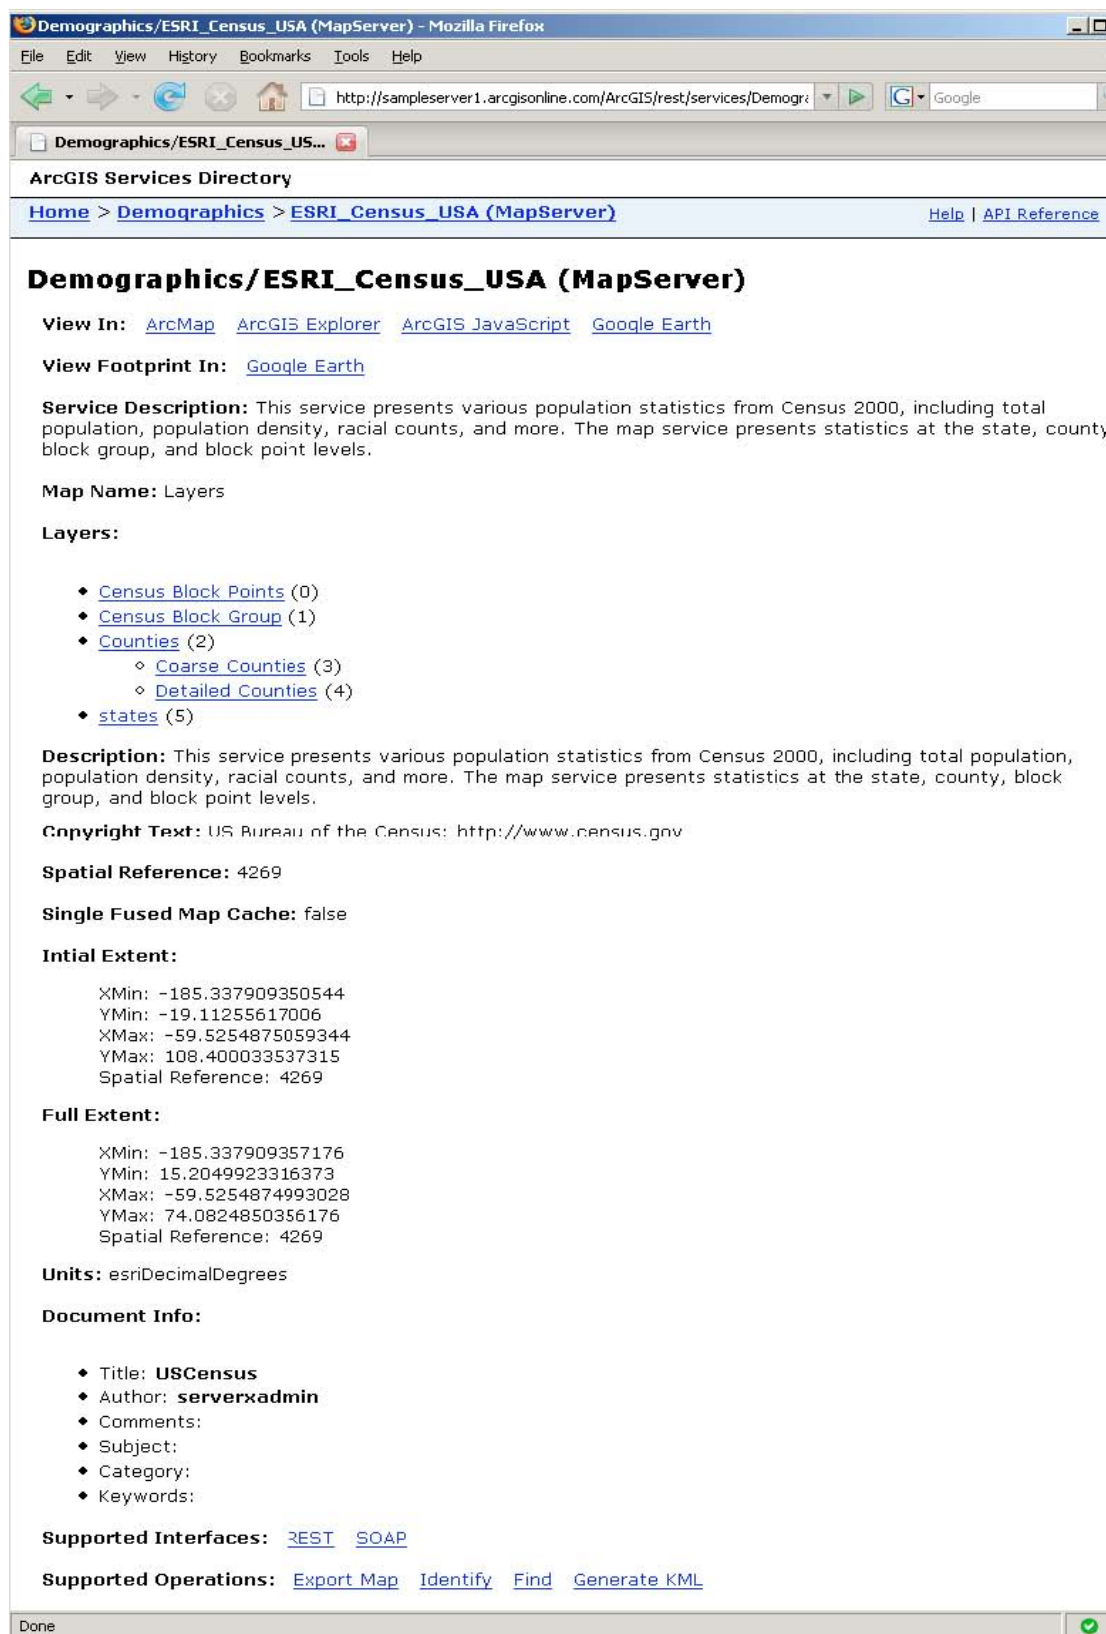 Demographics/ESRI_Census_USA (MapServer) - Mozilla Firefox
File Edit View History Bookmarks Tools Help
http://sampleserver1.arcgisonline.com/ArcGIS/rest/services/Demogra
Google
Demographics/ESRI_Census_US...
ArcGIS Services Directory
Home > Demographics > ESRI_Census_USA (MapServer)
Help | API Reference
Demographics/ESRI_Census_USA (MapServer)
View In: ArcMap ArcGIS Explorer ArcGIS JavaScript Google Earth
View Footprint In: Google Earth
Service Description: This service presents various population statistics from Census 2000, including total
population, population density, racial counts, and more. The map service presents statistics at the state, county
block group, and block point levels.
Map Name: Layers
Layers:
Census Block Points (0)
Census Block Group (1)
Counties (2)
Coarse Counties (3)
Detailed Counties (4)
states (5)
Description: This service presents various population statistics from Census 2000, including total population,
population density, racial counts, and more. The map service presents statistics at the state, county, block
group, and block point levels.
Copyright Text: US Bureau of the Census: http://www.census.gov
Spatial Reference: 4269
Single Fused Map Cache: false
Intial Extent:
XMin: -185.337909350544
YMin: -19.11255617006
XMax: -59.5254875059344
YMax: 108.400033537315
Spatial Reference: 4269
Full Extent:
XMin: -185.337909357176
YMin: 15.2049923316373
XMax: -59.5254874993028
YMax: 74.0824850356176
Spatial Reference: 4269
Units: esriDecimalDegrees
Document Info:
Title: USCensus
Author: serverxadmin
Comments:
Subject:
Category:
Keywords:
Supported Interfaces: REST SOAP
Supported Operations: Export Map Identify Find Generate KML
Done